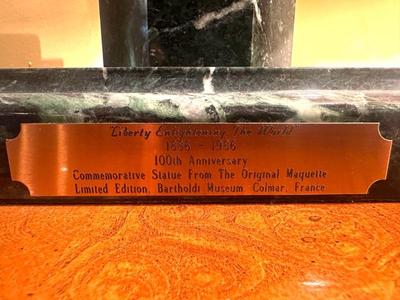 "Liberty Enlightening The World"
1886 - 1986
100th Anniversary
Commemorative Statue From The Original Maquette
Limited Edition, Bartholdi Museum Colmar, France